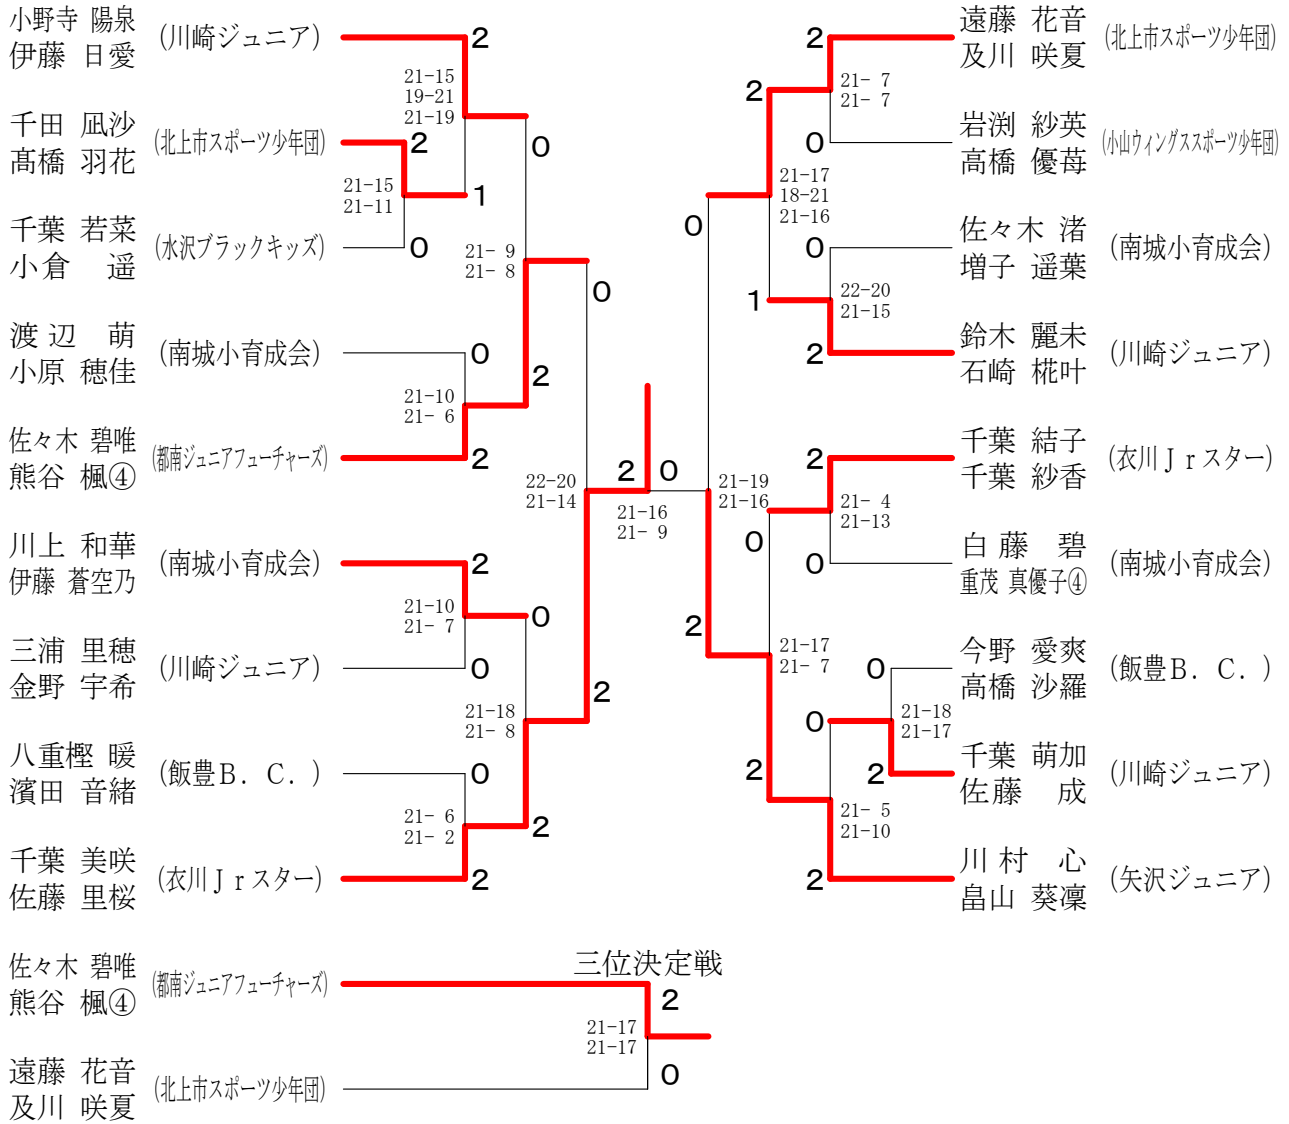 小野寺 陽泉
伊藤 日愛
(川崎ジュニア)
2
21-15
19-21
21-19
千田 凪沙
髙橋 羽花
(北上市スポーツ少年団)
2
0
21-15
21-11
1
千葉 若菜
小倉 遥
(水沢ブラックキッズ)
0
21- 9
21- 8
0
渡辺 萌
小原 穂佳
(南城小育成会)
0
2
21-10
21- 6
佐々木 碧唯
熊谷 楓④
(都南ジュニアフューチャーズ)
2
22-20
21-14
川上 和華
伊藤 蒼空乃
(南城小育成会)
2
21-10
21- 7
0
三浦 里穂
金野 宇希
(川崎ジュニア)
0
2
21-18
21- 8
八重樫 暖
濱田 音緒
(飯豊B. C. )
0
21- 6
21- 2
2
千葉 美咲
佐藤 里桜
(衣川Jrスター)
2
2
0
21-16
21- 9
遠藤 花音
及川 咲夏
(北上市スポーツ少年団)
2
21- 7
21- 7
2
岩渕 紗英
高橋 優苺
(小山ウィングススポーツ少年団)
0
21-17
18-21
21-16
0
佐々木 渚
増子 遥葉
(南城小育成会)
0
22-20
21-15
1
鈴木 麗未
石崎 椛叶
(川崎ジュニア)
2
千葉 結子
千葉 紗香
(衣川Jrスター)
2
21-19
21-16
21- 4
21-13
0
白藤 碧
重茂 真優子④
(南城小育成会)
0
2
21-17
21- 7
今野 愛爽
高橋 沙羅
(飯豊B. C. )
0
21-18
21-17
0
千葉 萌加
佐藤 成
(川崎ジュニア)
2
2
21- 5
21-10
川村 心
畠山 葵凜
(矢沢ジュニア)
2
三位決定戦
佐々木 碧唯
熊谷 楓④
(都南ジュニアフューチャーズ)
2
21-17
21-17
遠藤 花音
及川 咲夏
(北上市スポーツ少年団)
0